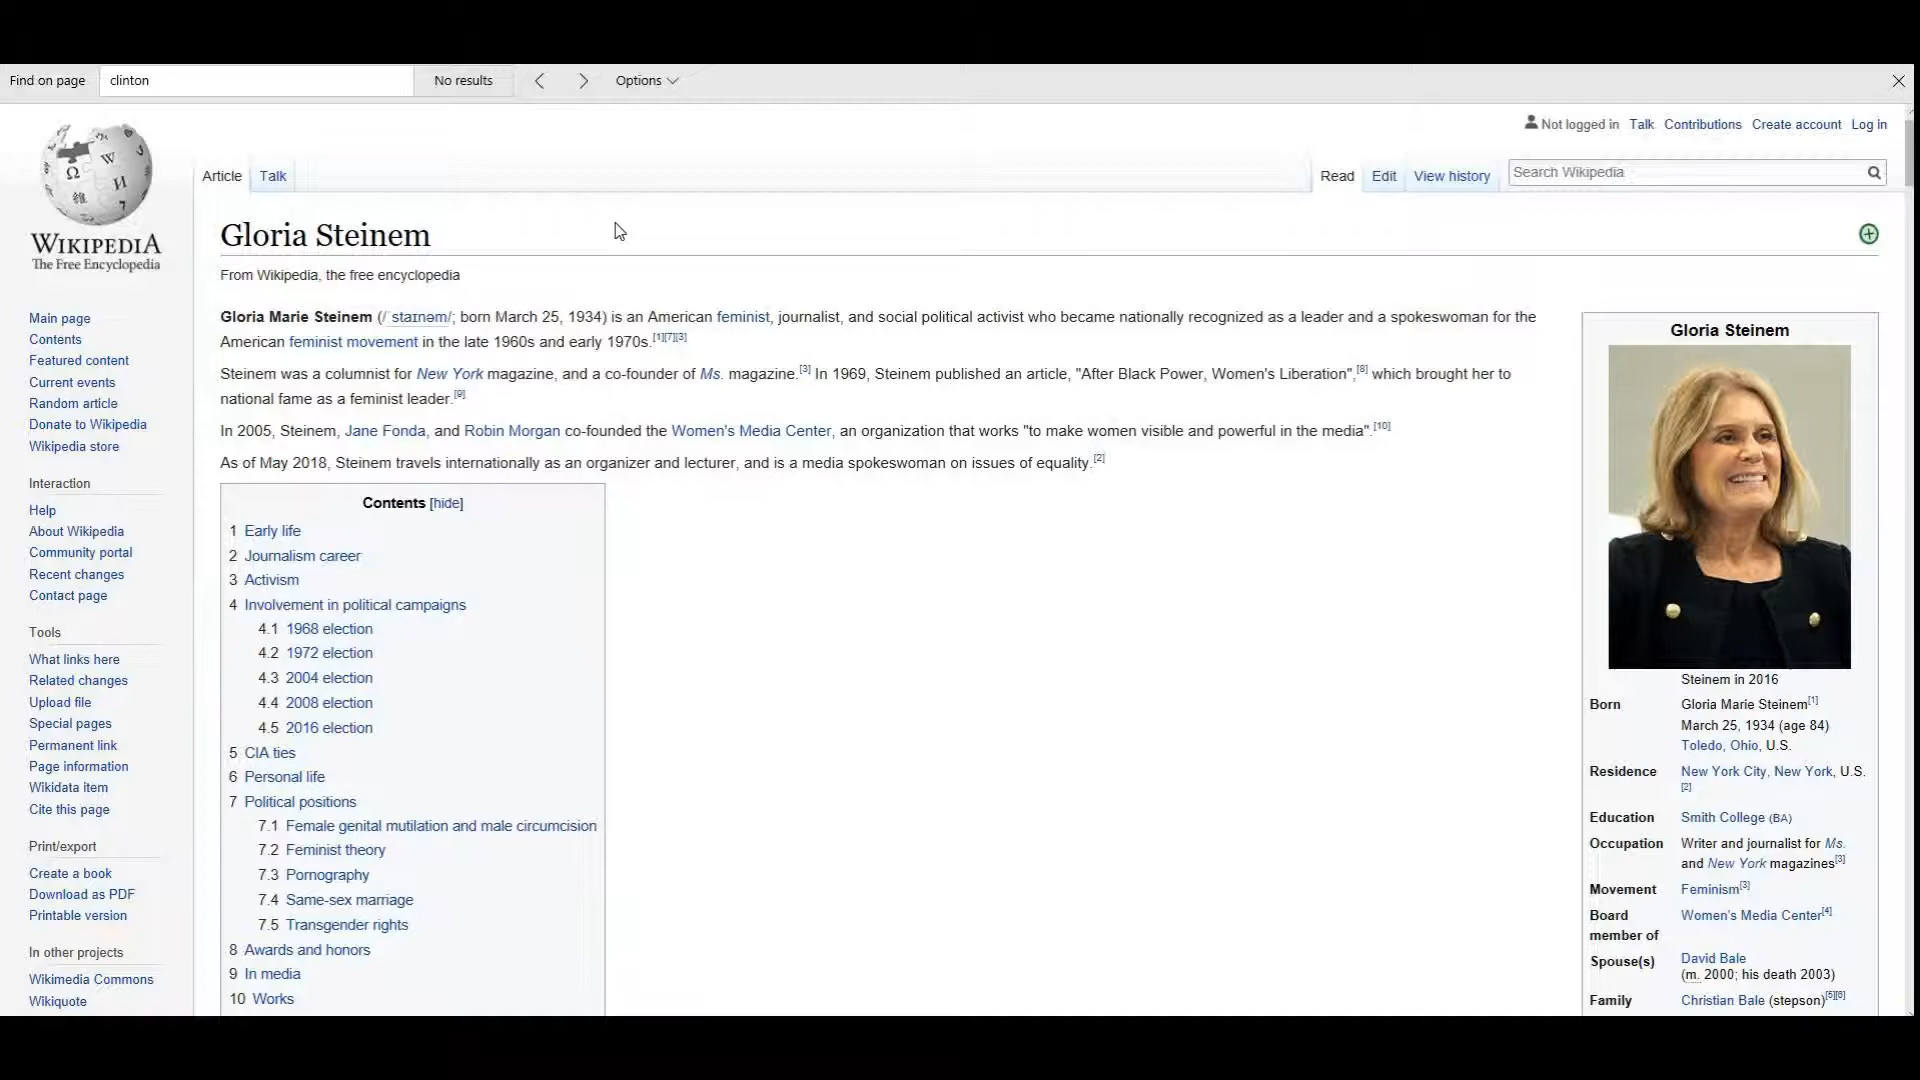 Find on page clinton No results Options
Not logged in Talk Contributions Create account Log in
Article Talk Read Edit View history Search Wikipedia
WIKIPEDIA
The Free Encyclopedia
Main page
Contents
Featured content
Current events
Random article
Donate to Wikipedia
Wikipedia store
Interaction
Help
About Wikipedia
Community portal
Recent changes
Contact page
Tools
What links here
Related changes
Upload file
Special pages
Permanent link
Page information
Wikidata item
Cite this page
Print/export
Create a book
Download as PDF
Printable version
In other projects
Wikimedia Commons
Wikiquote
Gloria Steinem
From Wikipedia, the free encyclopedia
Gloria Marie Steinem (/ˈstaɪnəm/; born March 25, 1934) is an American feminist, journalist, and social political activist who became nationally recognized as a leader and a spokeswoman for the
American feminist movement in the late 1960s and early 1970s.[1][7][3]
Steinem was a columnist for New York magazine, and a co-founder of Ms. magazine.[3] In 1969, Steinem published an article, "After Black Power, Women's Liberation",[8] which brought her to
national fame as a feminist leader.[9]
In 2005, Steinem, Jane Fonda, and Robin Morgan co-founded the Women's Media Center, an organization that works "to make women visible and powerful in the media".[10]
As of May 2018, Steinem travels internationally as an organizer and lecturer, and is a media spokeswoman on issues of equality.[2]
Contents [hide]
1 Early life
2 Journalism career
3 Activism
4 Involvement in political campaigns
4.1 1968 election
4.2 1972 election
4.3 2004 election
4.4 2008 election
4.5 2016 election
5 CIA ties
6 Personal life
7 Political positions
7.1 Female genital mutilation and male circumcision
7.2 Feminist theory
7.3 Pornography
7.4 Same-sex marriage
7.5 Transgender rights
8 Awards and honors
9 In media
10 Works
Gloria Steinem
Steinem in 2016
Born Gloria Marie Steinem[1]
March 25, 1934 (age 84)
Toledo, Ohio, U.S.
Residence New York City, New York, U.S.
[2]
Education Smith College (BA)
Occupation Writer and journalist for Ms.
and New York magazines[3]
Movement Feminism[3]
Board Women's Media Center[4]
member of
Spouse(s) David Bale
(m. 2000; his death 2003)
Family Christian Bale (stepson)[5][6]